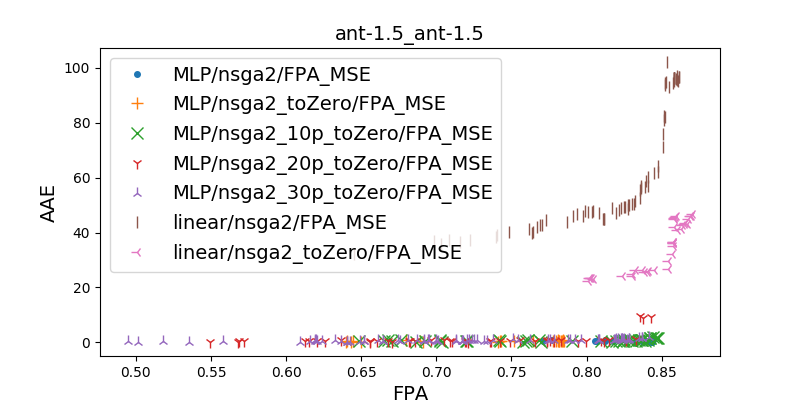 ant-1.5_ant-1.5
AAE
100
80
60
40
20
0
MLP/nsga2/FPA_MSE
MLP/nsga2_toZero/FPA_MSE
MLP/nsga2_10p_toZero/FPA_MSE
MLP/nsga2_20p_toZero/FPA_MSE
MLP/nsga2_30p_toZero/FPA_MSE
linear/nsga2/FPA_MSE
linear/nsga2_toZero/FPA_MSE
0.50 0.55 0.60 0.65 0.70 0.75 0.80 0.85
FPA